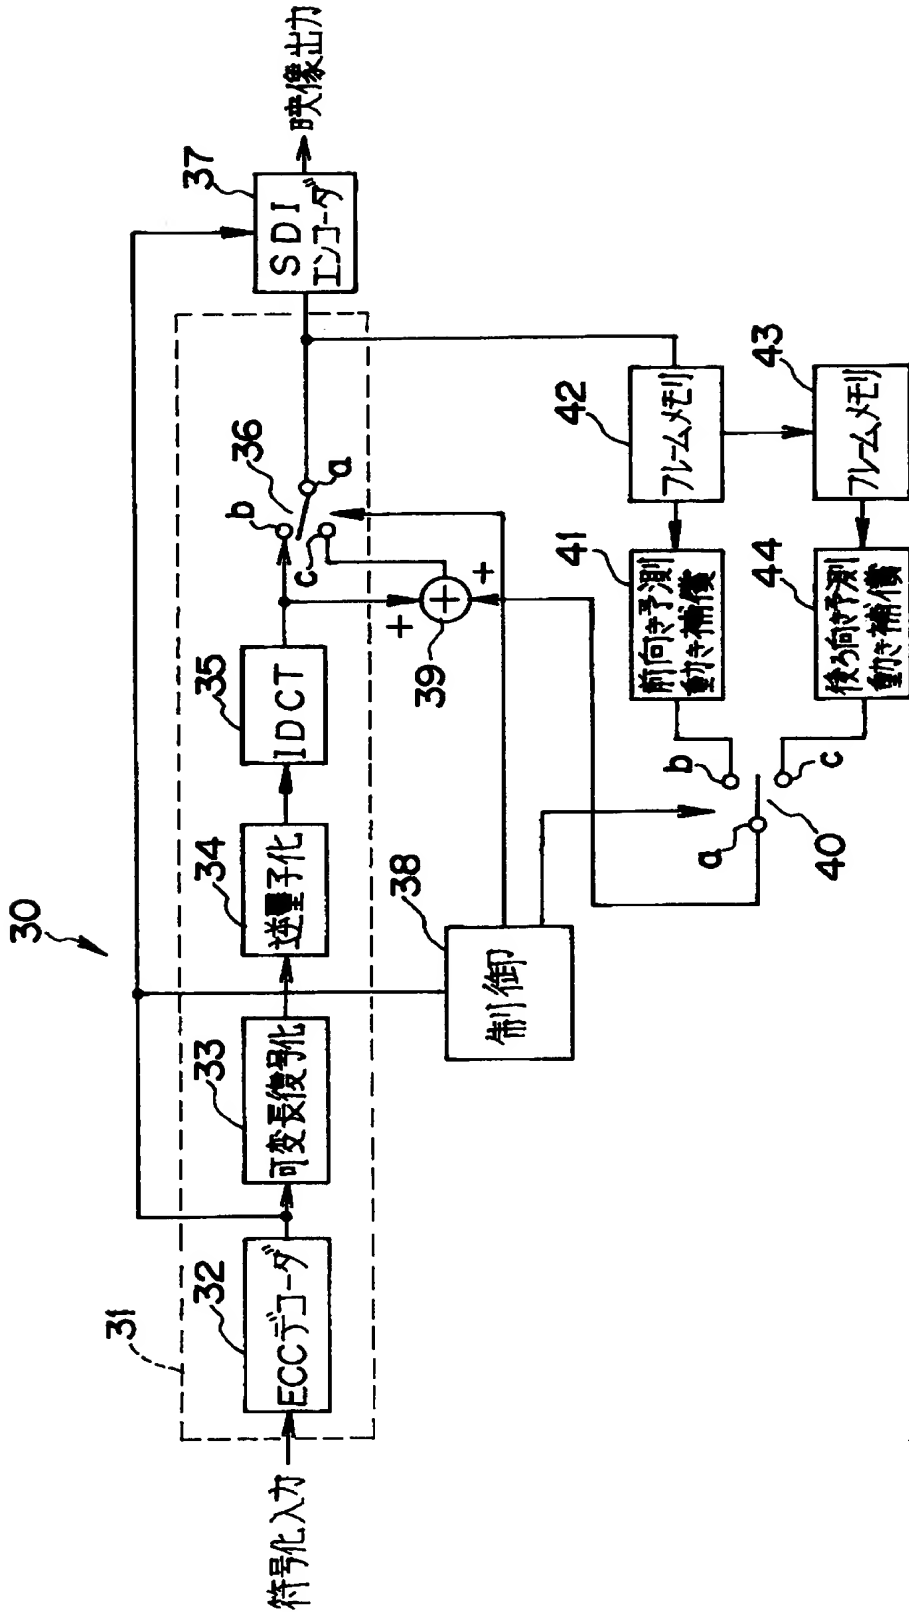 30
31
符号化入力
32
ECCデコーダ
33
可変長復号化
34
逆量子化
35
IDCT
36
b
a
c
37
SDI
エンコーダ
映像出力
38
制御
39
+
+
+
40
a
b
c
41
前向き予測
動き補償
42
フレームメモリ
43
フレームメモリ
44
後ろ向き予測
動き補償